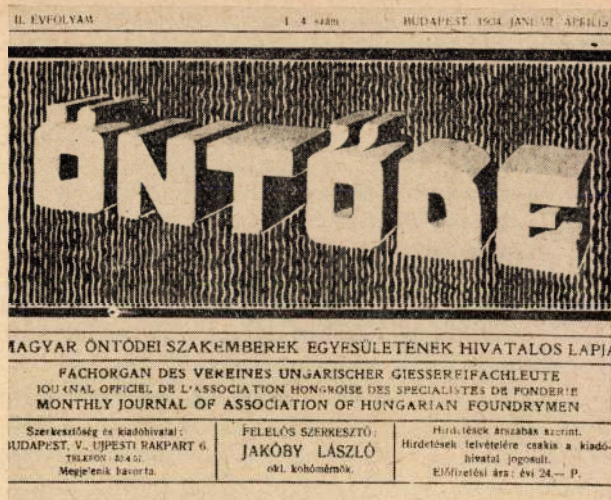 II. ÉVFOLYAM 1–4 szám BUDAPEST 1934 JANUÁR ÁPRILIS
ÖNTÖDE
MAGYAR ÖNTÖDEI SZAKEMBEREK EGYESÜLETÉNEK HIVATALOS LAPJA
FACHORGAN DES VEREINES UNGARISCHER GIESSEREIFACHLEUTE
JOURNAL OFFICIEL DE L'ASSOCIATION HONGROISE DES SPECIALISTES DE FONDERIE
MONTHLY JOURNAL OF ASSOCIATION OF HUNGARIAN FOUNDRYMEN
Szerkesztőség és kiadóhivatal:
BUDAPEST, V., UJPESTI RAKPART 6.
TELEFON:
Megjelenik havonta.
FELELŐS SZERKESZTŐ:
JAKÓBY LÁSZLÓ
okl. kohómérnök.
Hirdetések árszabás szerint.
Hirdetések felvételére csakis a kiadó-
hivatal jogosult.
Előfizetési ára: évi 24.— P.